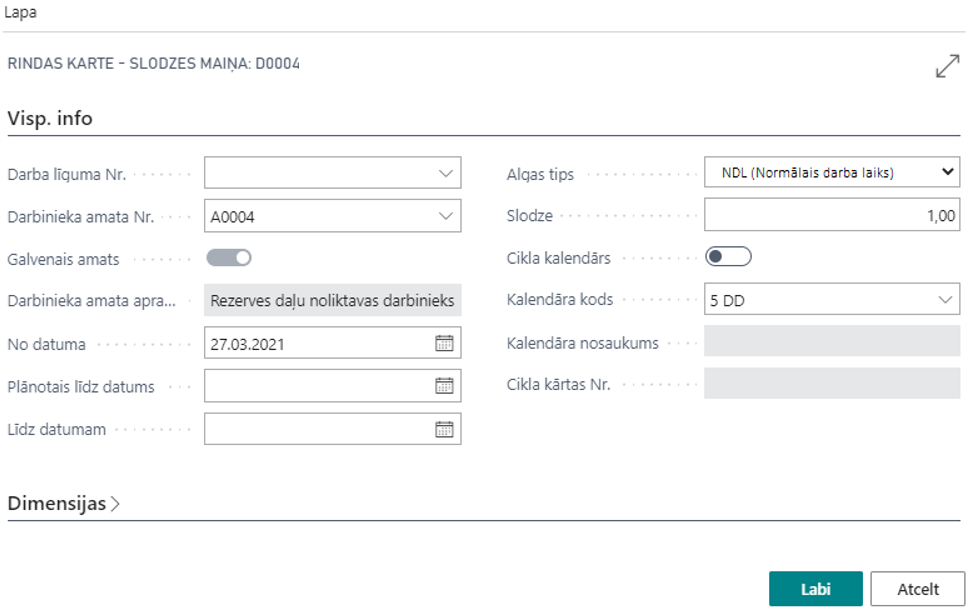 Lapa
RINDAS KARTE - SLODZES MAIŅA: D0004
Visp. info
Darba līguma Nr.
Darbinieka amata Nr. A0004
Galvenais amats
Darbinieka amata apra... Rezerves daļu noliktavas darbinieks
No datuma 27.03.2021
Plānotais līdz datums
Līdz datumam
Algas tips NDL (Normālais darba laiks)
Slodze 1,00
Cikla kalendārs
Kalendāra kods 5 DD
Kalendāra nosaukums
Cikla kārtas Nr.
Dimensijas
Labi Atcelt